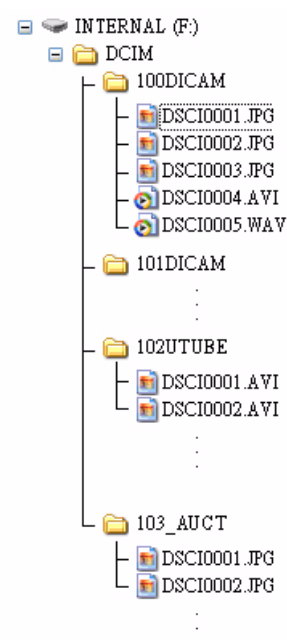 INTERNAL (F:)
DCIM
100DICAM
DSCI0001.JPG
DSCI0002.JPG
DSCI0003.JPG
DSCI0004.AVI
DSCI0005.WAV
101DICAM
102UTUBE
DSCI0001.AVI
DSCI0002.AVI
103_AUCT
DSCI0001.JPG
DSCI0002.JPG